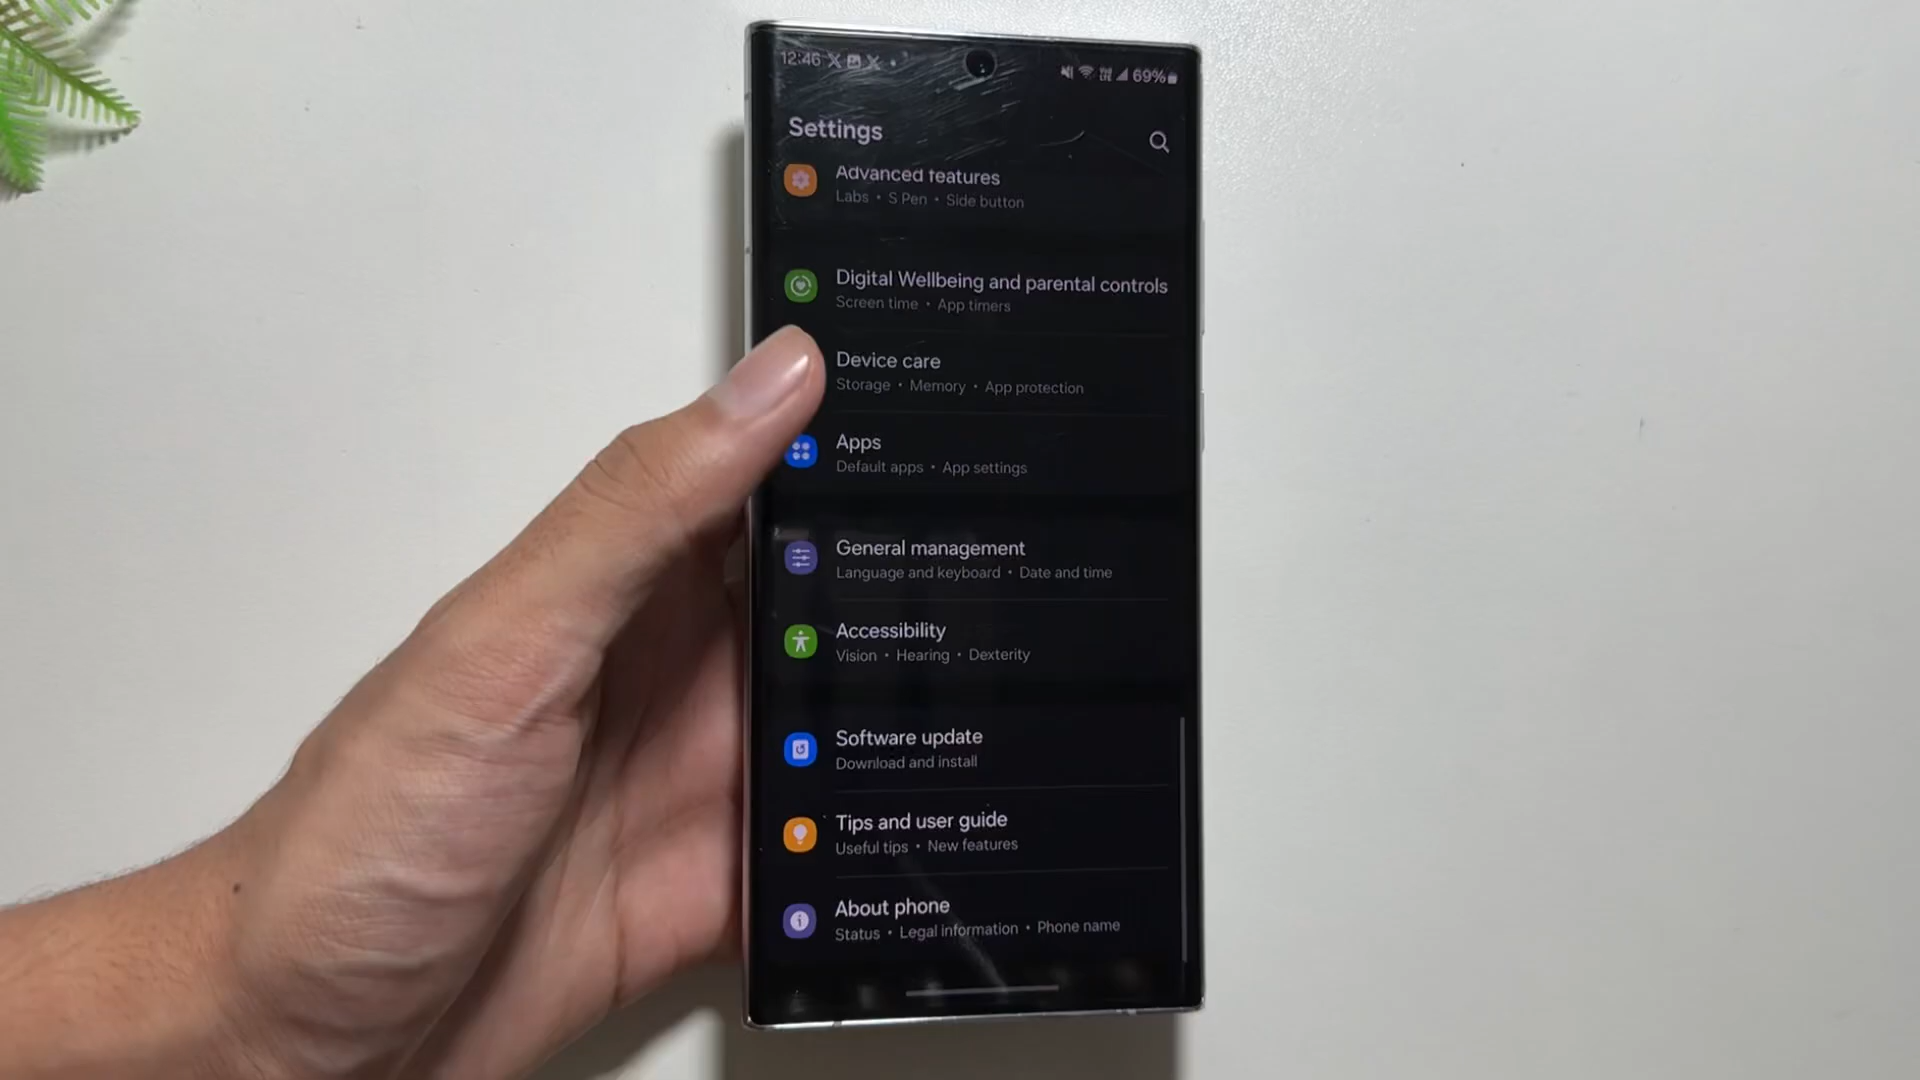 12:46
69%
Settings
Advanced features
Labs • S Pen • Side button
Digital Wellbeing and parental controls
Screen time • App timers
Device care
Storage • Memory • App protection
Apps
Default apps • App settings
General management
Language and keyboard • Date and time
Accessibility
Vision • Hearing • Dexterity
Software update
Download and install
Tips and user guide
Useful tips • New features
About phone
Status • Legal information • Phone name